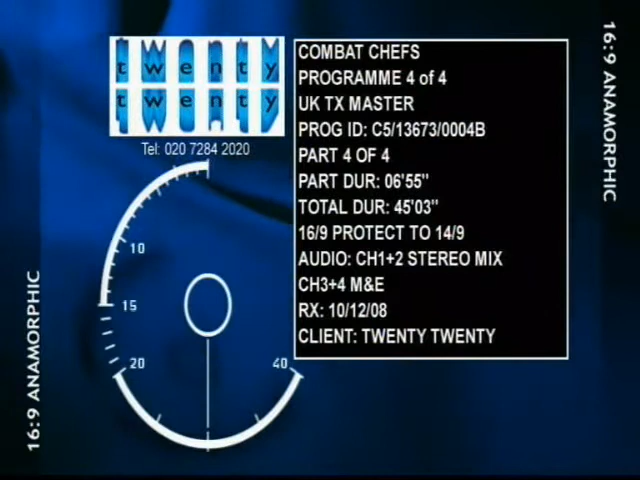 twenty
twenty
Tel: 020 7284 2020
COMBAT CHEFS
PROGRAMME 4 of 4
UK TX MASTER
PROG ID: C5/13673/0004B
PART 4 OF 4
PART DUR: 06'55"
TOTAL DUR: 45'03"
16/9 PROTECT TO 14/9
AUDIO: CH1+2 STEREO MIX
CH3+4 M&E
RX: 10/12/08
CLIENT: TWENTY TWENTY
10
15
20
40
16:9 ANAMORPHIC
16:9 ANAMORPHIC